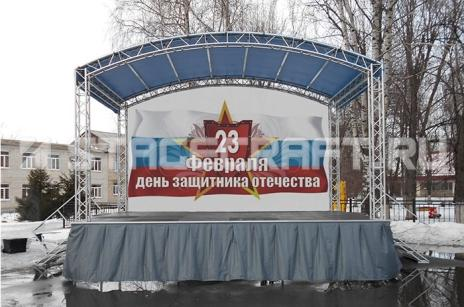 23
Февраля
день защитника отечества